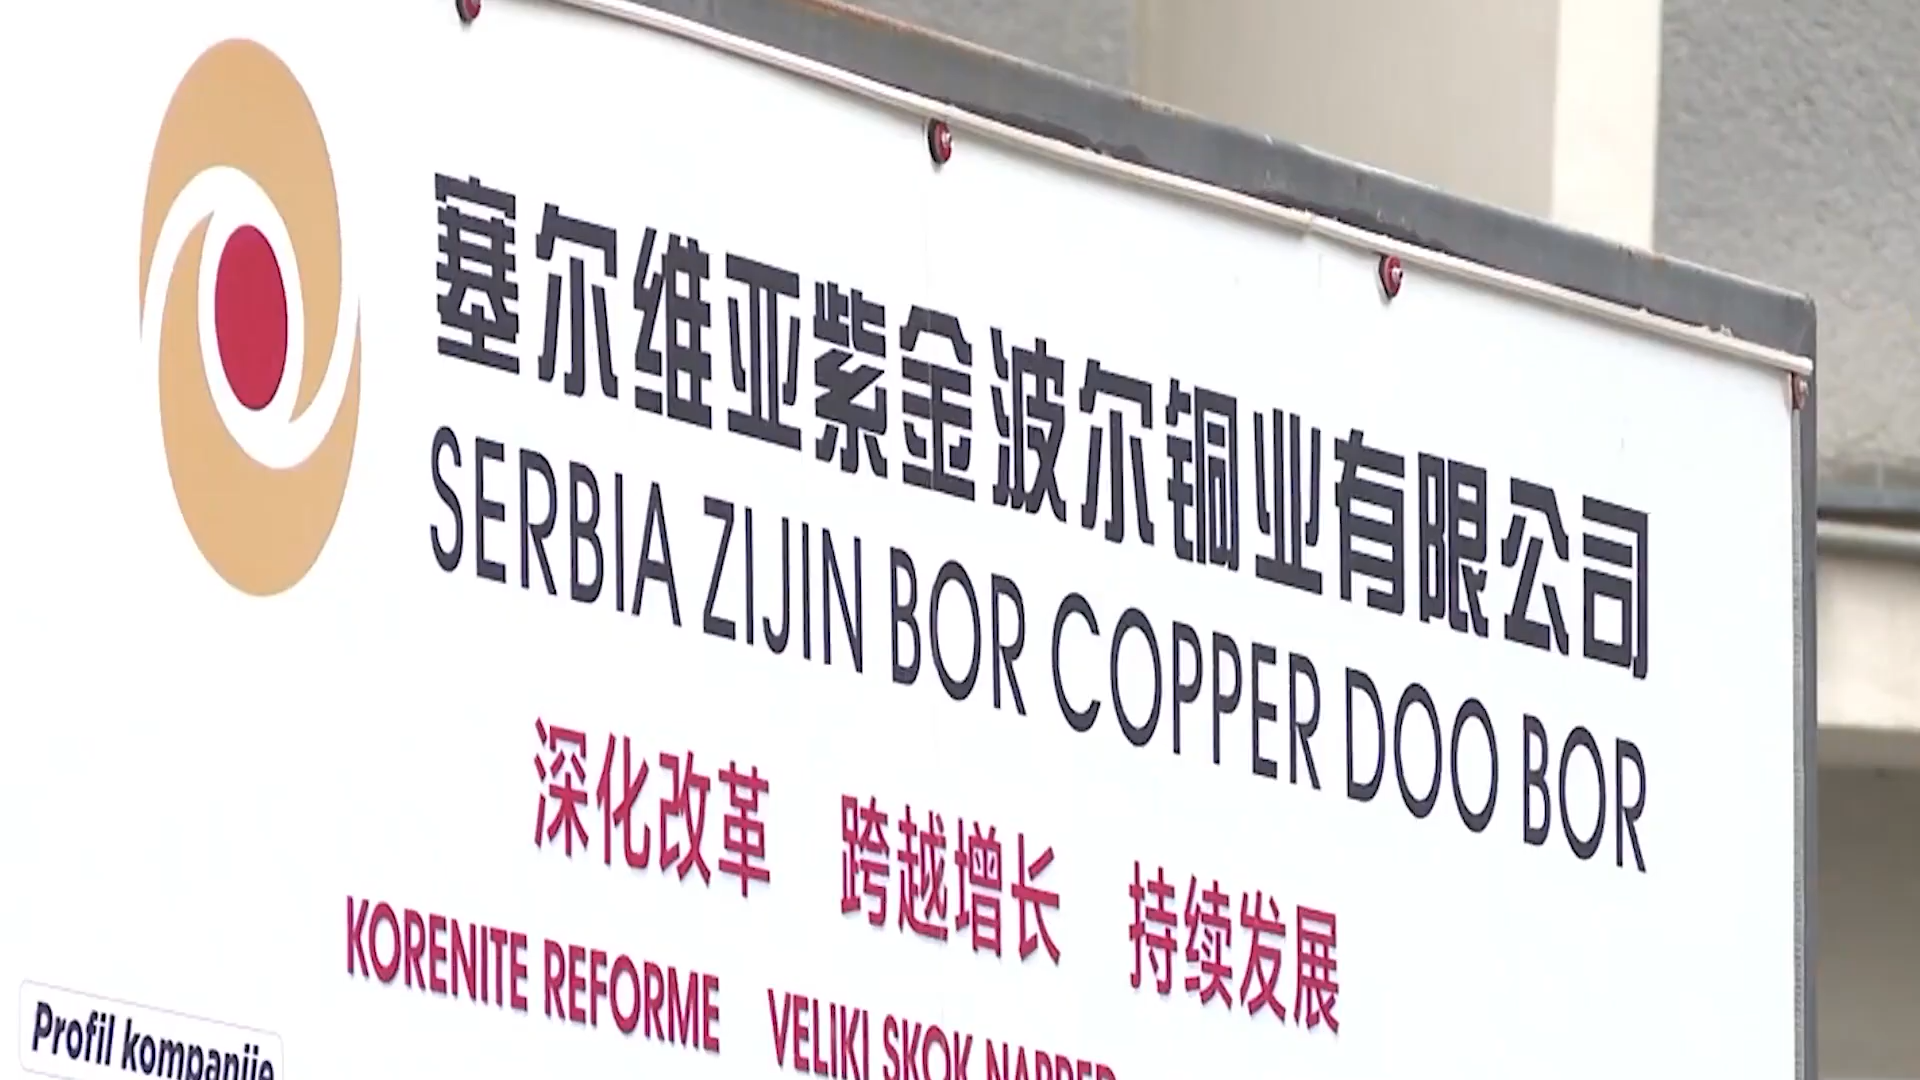 塞尔维亚紫金波尔铜业有限公司
SERBIA ZIJIN BOR COPPER DOO BOR
深化改革 跨越增长 持续发展
KORENITE REFORME VELIKI SKOK NAPRED
Profil kompanije